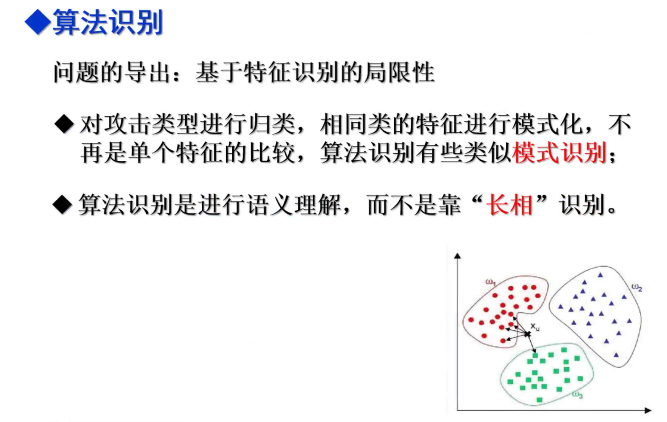 ◆算法识别
问题的导出：基于特征识别的局限性
◆ 对攻击类型进行归类，相同类的特征进行模式化，不
再是单个特征的比较，算法识别有些类似模式识别；
◆ 算法识别是进行语义理解，而不是靠“长相”识别。
ω₁
ω₂
Xᵤ
ω₃